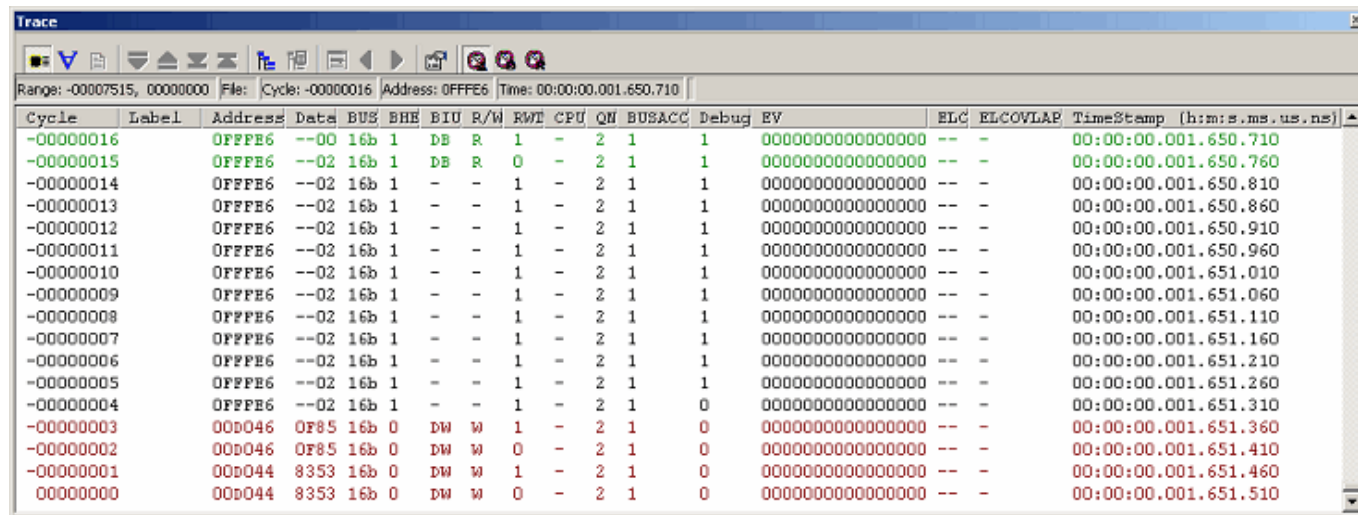 Trace
Range: -00007515, 00000000 File: Cycle: -00000016 Address: 0FFFE6 Time: 00:00:00.001.650.710
Cycle Label Address Data BUS BHE BIU R/W RWT CPU QN BUSACC Debug EV ELC ELCOVLAP TimeStamp (h:m:s.ms.us.ns)
-00000016 0FFFE6 --00 16b 1 DB R 1 - 2 1 1 0000000000000000 -- - 00:00:00.001.650.710
-00000015 0FFFE6 --02 16b 1 DB R 0 - 2 1 1 0000000000000000 -- - 00:00:00.001.650.760
-00000014 0FFFE6 --02 16b 1 - - 1 - 2 1 1 0000000000000000 -- - 00:00:00.001.650.810
-00000013 0FFFE6 --02 16b 1 - - 1 - 2 1 1 0000000000000000 -- - 00:00:00.001.650.860
-00000012 0FFFE6 --02 16b 1 - - 1 - 2 1 1 0000000000000000 -- - 00:00:00.001.650.910
-00000011 0FFFE6 --02 16b 1 - - 1 - 2 1 1 0000000000000000 -- - 00:00:00.001.650.960
-00000010 0FFFE6 --02 16b 1 - - 1 - 2 1 1 0000000000000000 -- - 00:00:00.001.651.010
-00000009 0FFFE6 --02 16b 1 - - 1 - 2 1 1 0000000000000000 -- - 00:00:00.001.651.060
-00000008 0FFFE6 --02 16b 1 - - 1 - 2 1 1 0000000000000000 -- - 00:00:00.001.651.110
-00000007 0FFFE6 --02 16b 1 - - 1 - 2 1 1 0000000000000000 -- - 00:00:00.001.651.160
-00000006 0FFFE6 --02 16b 1 - - 1 - 2 1 1 0000000000000000 -- - 00:00:00.001.651.210
-00000005 0FFFE6 --02 16b 1 - - 1 - 2 1 1 0000000000000000 -- - 00:00:00.001.651.260
-00000004 0FFFE6 --02 16b 1 - - 1 - 2 1 0 0000000000000000 -- - 00:00:00.001.651.310
-00000003 00D046 0F85 16b 0 DW W 1 - 2 1 0 0000000000000000 -- - 00:00:00.001.651.360
-00000002 00D046 0F85 16b 0 DW W 0 - 2 1 0 0000000000000000 -- - 00:00:00.001.651.410
-00000001 00D044 8353 16b 0 DW W 1 - 2 1 0 0000000000000000 -- - 00:00:00.001.651.460
00000000 00D044 8353 16b 0 DW W 0 - 2 1 0 0000000000000000 -- - 00:00:00.001.651.510